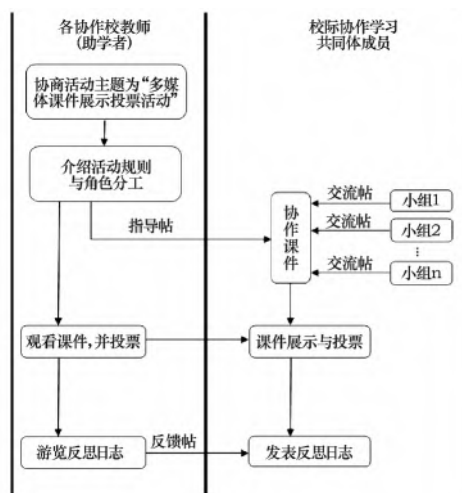 各协作校教师
(助学者)
校际协作学习
共同体成员
协商活动主题为“多媒
体课件展示投票活动”
介绍活动规则
与角色分工
指导帖
协
作
课
件
交流帖
小组1
交流帖
小组2
⋮
交流帖
小组n
观看课件,并投票
课件展示与投票
游览反思日志
反馈帖
发表反思日志